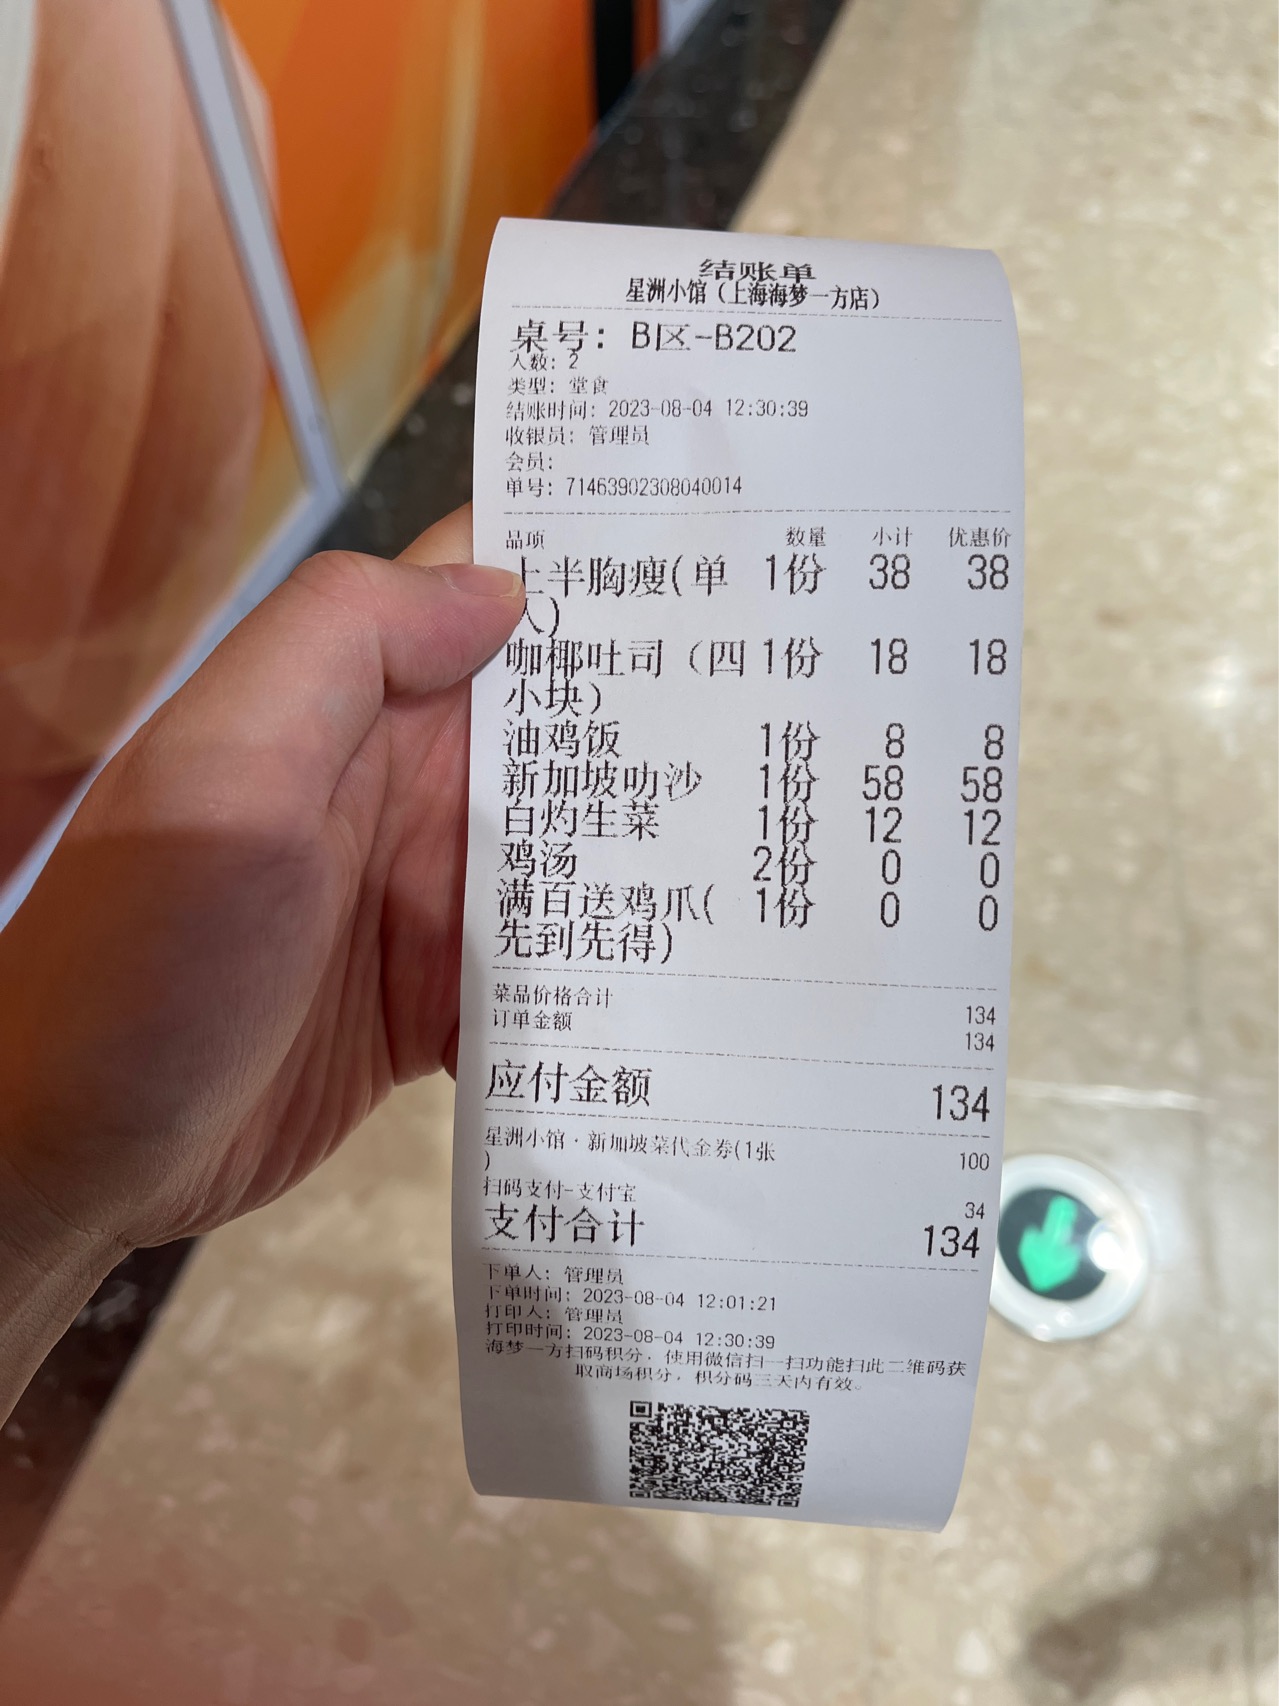 结账单
星洲小馆（上海海梦一方店）
桌号：B区-B202
人数：2
类型：堂食
结账时间：2023-08-04 12:30:39
收银员：管理员
会员：
单号：71463902308040014
品项 数量 小计 优惠价
上半胸瘦(单 1份 38 38
人)
咖椰吐司（四 1份 18 18
小块）
油鸡饭 1份 8 8
新加坡叻沙 1份 58 58
白灼生菜 1份 12 12
鸡汤 2份 0 0
满百送鸡爪( 1份 0 0
先到先得)
菜品价格合计 134
订单金额 134
应付金额 134
星洲小馆·新加坡菜代金券(1张 100
)
扫码支付-支付宝 34
支付合计 134
下单人：管理员
下单时间：2023-08-04 12:01:21
打印人：管理员
打印时间：2023-08-04 12:30:39
海梦一方扫码积分，使用微信扫一扫功能扫此二维码获
取商场积分，积分码三天内有效。